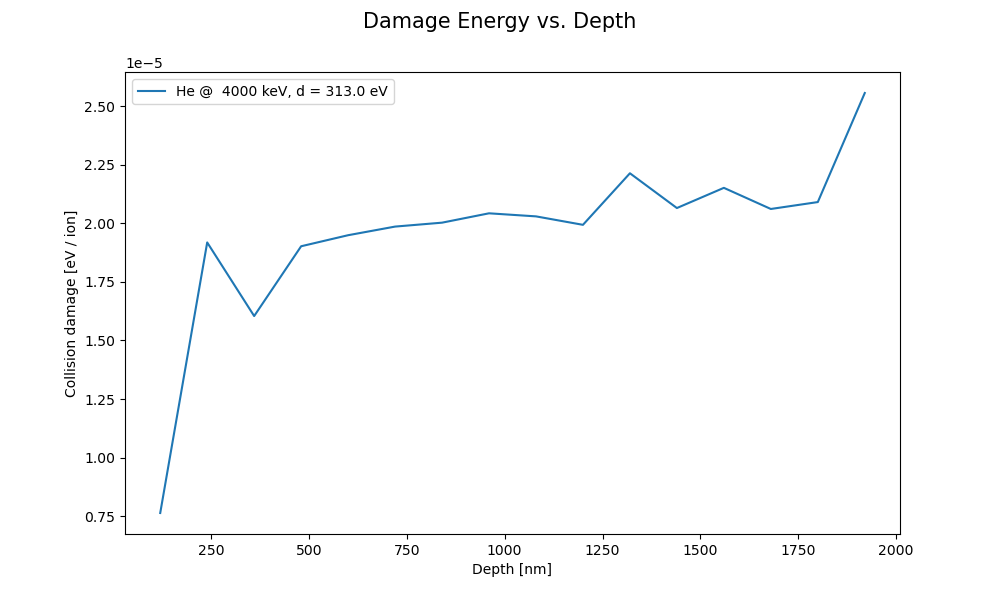 Damage Energy vs. Depth
1e−5
He @  4000 keV, d = 313.0 eV
2.50
2.25
2.00
1.75
1.50
1.25
1.00
0.75
Collision damage [eV / ion]
250 500 750 1000 1250 1500 1750 2000
Depth [nm]